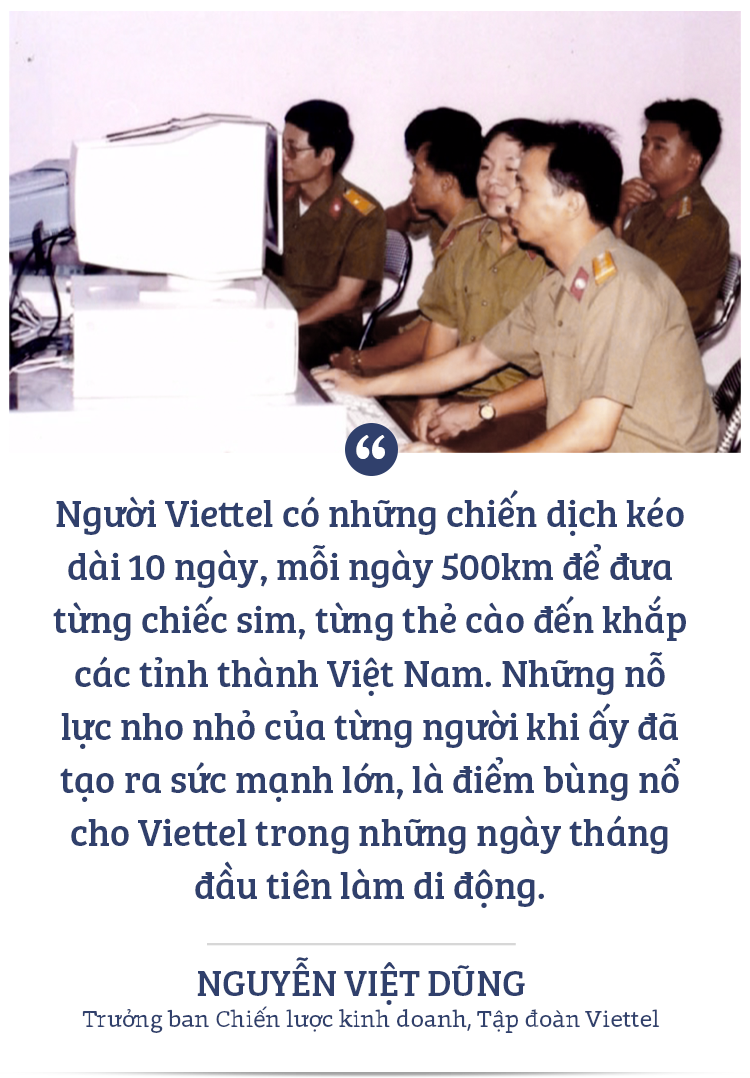 Người Viettel có những chiến dịch kéo
dài 10 ngày, mỗi ngày 500km để đưa
từng chiếc sim, từng thẻ cào đến khắp
các tỉnh thành Việt Nam. Những nỗ
lực nho nhỏ của từng người khi ấy đã
tạo ra sức mạnh lớn, là điểm bùng nổ
cho Viettel trong những ngày tháng
đầu tiên làm di động.
NGUYỄN VIỆT DŨNG
Trưởng ban Chiến lược kinh doanh, Tập đoàn Viettel